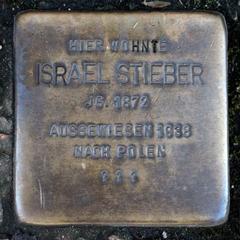 HIER WOHNTE
ISRAEL STIEBER
JG. 1872
AUSGEWIESEN 1938
NACH POLEN
???